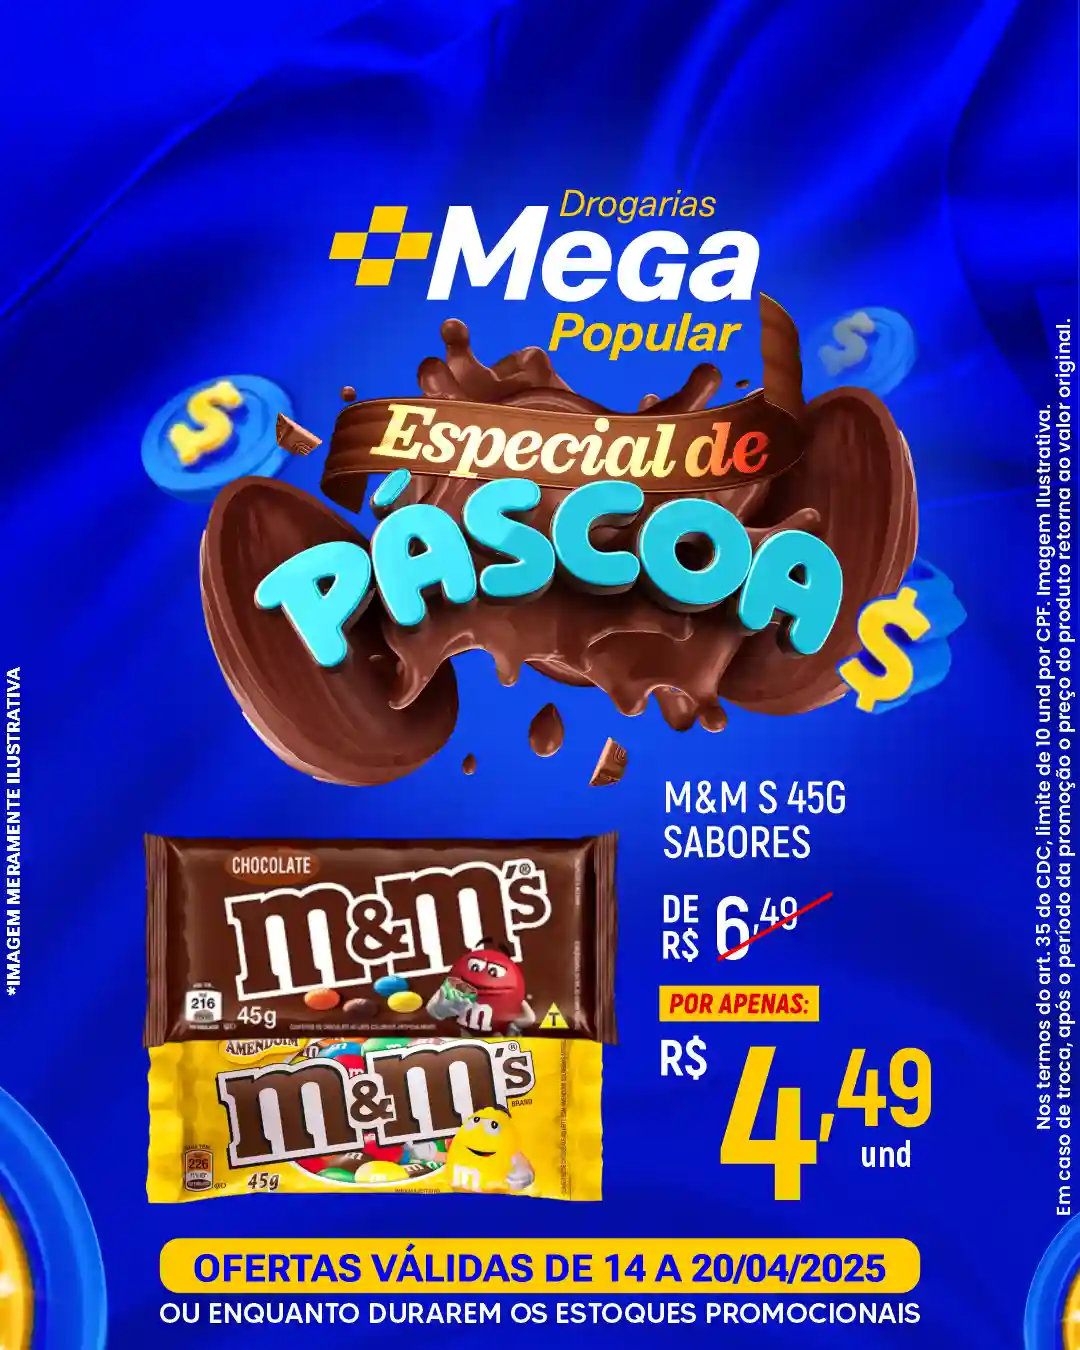 Drogarias
Mega
Popular
Especial de
PÁSCOA
M&M S 45G
SABORES
DE
R$ 6,49
POR APENAS:
R$ 4,49
und
CHOCOLATE
m&m's
216
45g
T
AMENDOIM
m&m's
BRAND
226
45g
OFERTAS VÁLIDAS DE 14 A 20/04/2025
OU ENQUANTO DURAREM OS ESTOQUES PROMOCIONAIS
*IMAGEM MERAMENTE ILUSTRATIVA
Nos termos do art. 35 do CDC, limite de 10 und por CPF. Imagem Ilustrativa.
Em caso de troca, após o período da promoção o preço do produto retorna ao valor original.